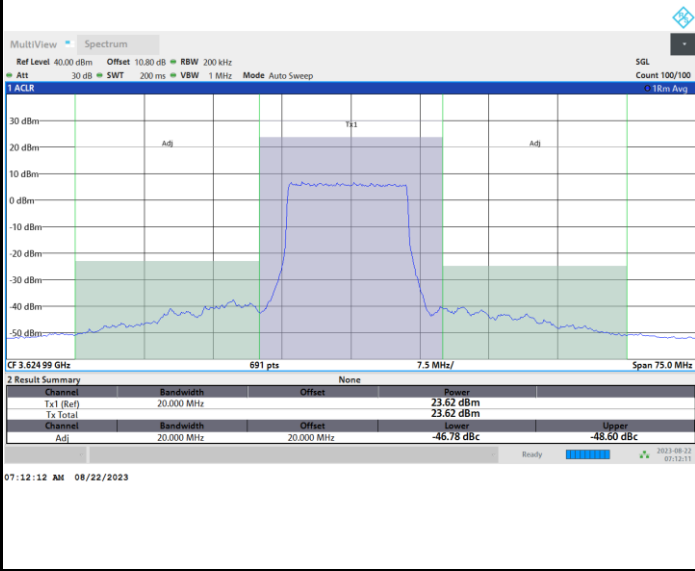 MultiView Spectrum
Ref Level 40.00 dBm Offset 10.80 dB RBW 200 kHz SGL
Att 30 dB SWT 200 ms VBW 1 MHz Mode Auto Sweep Count 100/100
1 ACLR 1Rm Avg
30 dBm
Tx1
20 dBm
Adj Adj
10 dBm
0 dBm
-10 dBm
-20 dBm
-30 dBm
-40 dBm
-50 dBm
CF 3.624 99 GHz 691 pts 7.5 MHz/ Span 75.0 MHz
2 Result Summary None
Channel Bandwidth Offset Power
Tx1 (Ref) 20.000 MHz 23.62 dBm
Tx Total 23.62 dBm
Channel Bandwidth Offset Lower Upper
Adj 20.000 MHz 20.000 MHz -46.78 dBc -48.60 dBc
Ready 2023-08-22
07:12:11
07:12:12 AM 08/22/2023